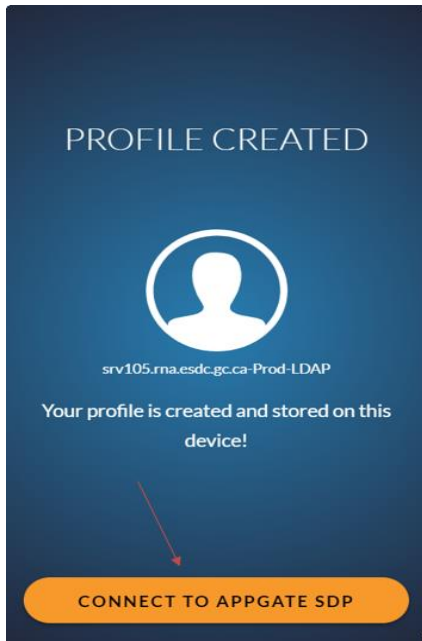 PROFILE CREATED
srv105.rna.esdc.gc.ca-Prod-LDAP
Your profile is created and stored on this
device!
CONNECT TO APPGATE SDP